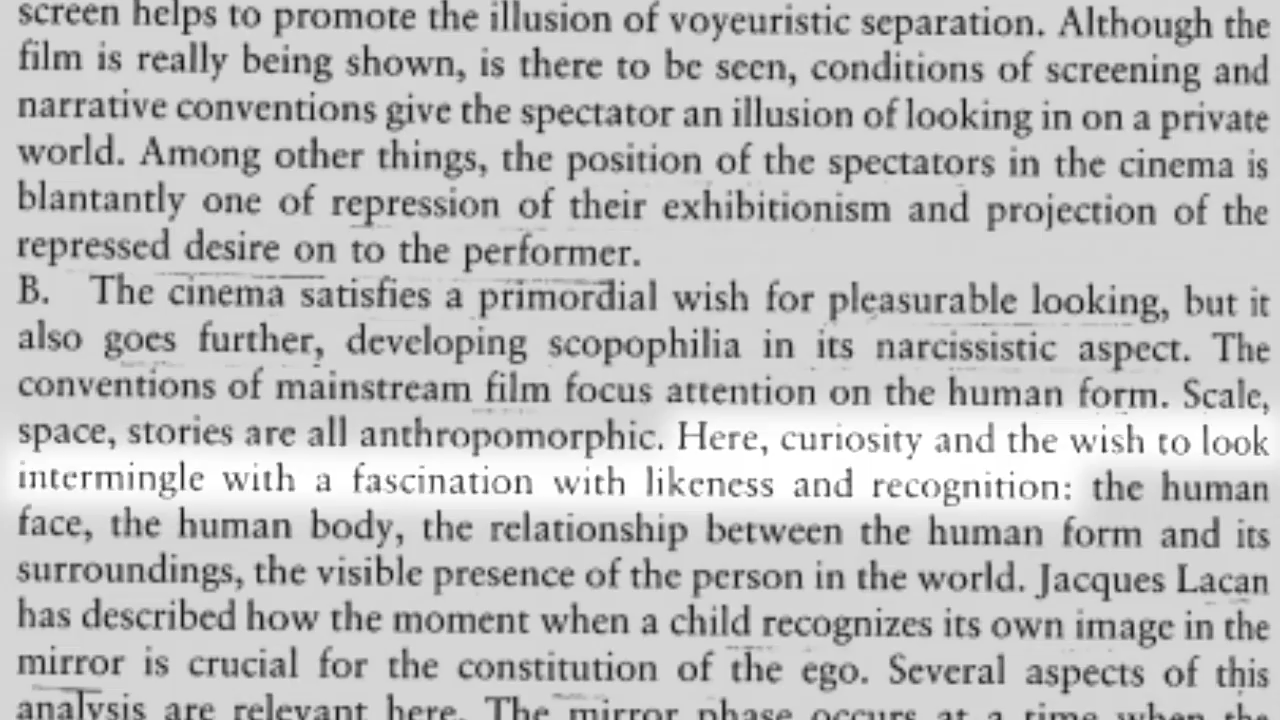 screen helps to promote the illusion of voyeuristic separation. Although the
film is really being shown, is there to be seen, conditions of screening and
narrative conventions give the spectator an illusion of looking in on a private
world. Among other things, the position of the spectators in the cinema is
blantantly one of repression of their exhibitionism and projection of the
repressed desire on to the performer.
B. The cinema satisfies a primordial wish for pleasurable looking, but it
also goes further, developing scopophilia in its narcissistic aspect. The
conventions of mainstream film focus attention on the human form. Scale,
space, stories are all anthropomorphic. Here, curiosity and the wish to look
intermingle with a fascination with likeness and recognition: the human
face, the human body, the relationship between the human form and its
surroundings, the visible presence of the person in the world. Jacques Lacan
has described how the moment when a child recognizes its own image in the
mirror is crucial for the constitution of the ego. Several aspects of this
analysis are relevant here. The mirror phase occurs at a time when the